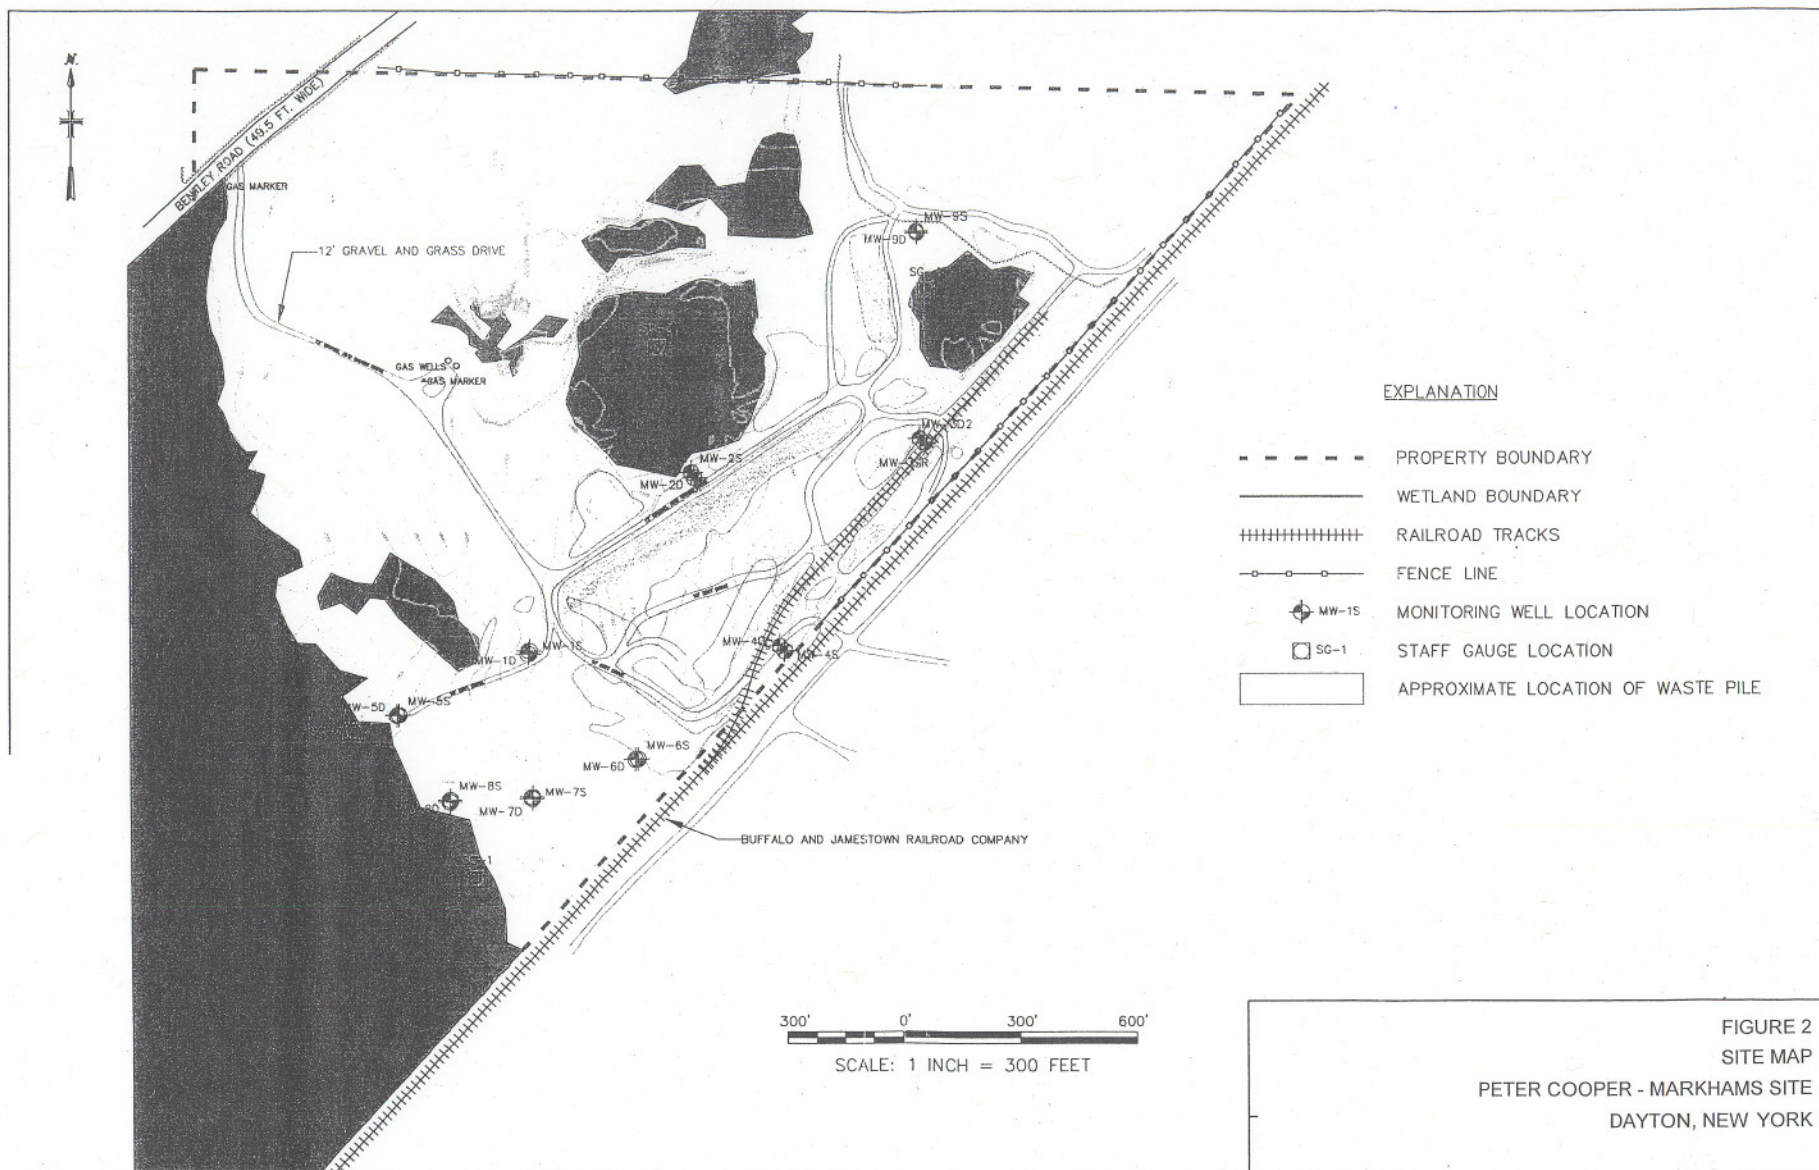 N.
BENTLEY ROAD (49.5 FT. WIDE)
GAS MARKER
12' GRAVEL AND GRASS DRIVE
MW-9S
MW-9D
SG-
GAS WELLS
GAS MARKER
EXPLANATION
PROPERTY BOUNDARY
WETLAND BOUNDARY
RAILROAD TRACKS
FENCE LINE
MW-1S MONITORING WELL LOCATION
SG-1 STAFF GAUGE LOCATION
APPROXIMATE LOCATION OF WASTE PILE
MW-2S
MW-2D
MW-1S
MW-1D
MW-4S
MW-5S
MW-6S
MW-6D
MW-8S
MW-7S
MW-7D
BUFFALO AND JAMESTOWN RAILROAD COMPANY
300' 0' 300' 600'
SCALE: 1 INCH = 300 FEET
FIGURE 2
SITE MAP
PETER COOPER - MARKHAMS SITE
DAYTON, NEW YORK